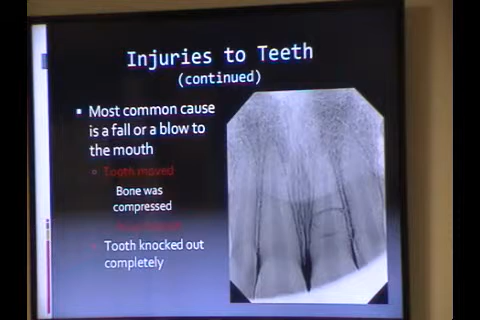 Injuries to Teeth
(continued)
Most common cause
is a fall or a blow to
the mouth
Tooth moved
Bone was
compressed
Tooth knocked out
completely